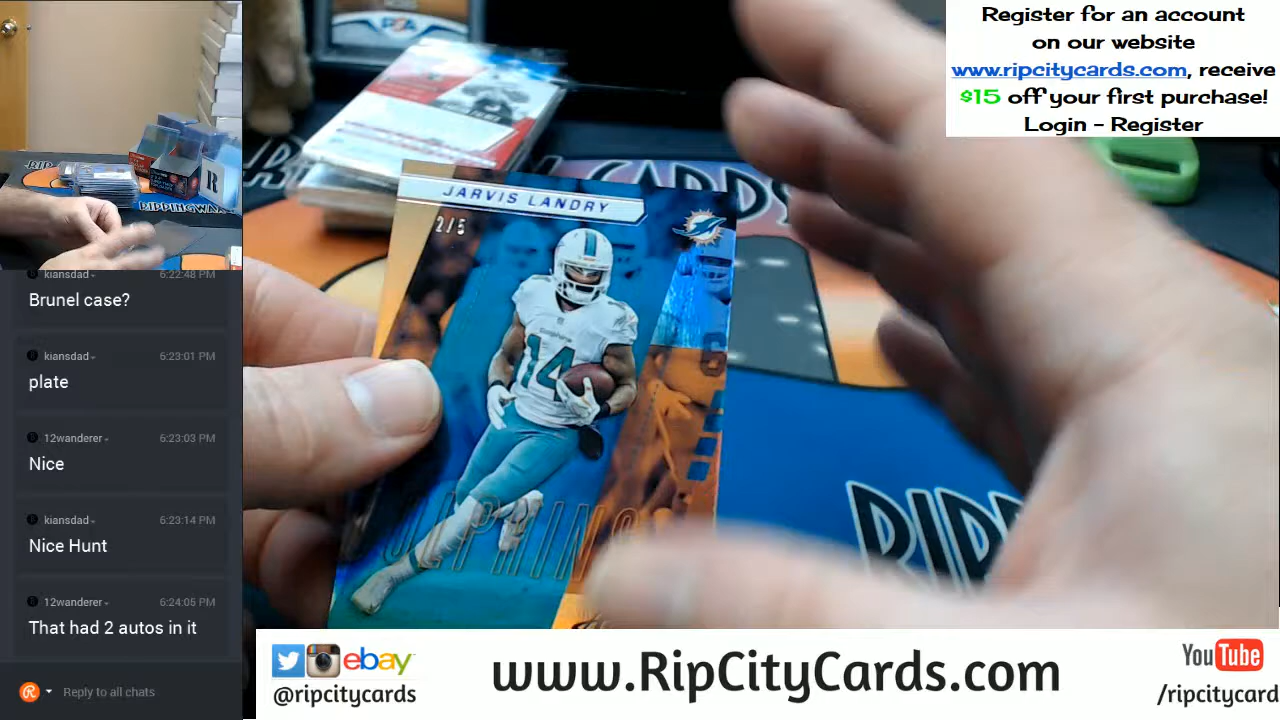 Register for an account
on our website
www.ripcitycards.com, receive
$15 off your first purchase!
Login - Register
JARVIS LANDRY
2/5
14
CARDS
RIPPINGWAX
kiansdad 6:22:48 PM
Brunel case?
kiansdad 6:23:01 PM
plate
12wanderer 6:23:03 PM
Nice
kiansdad 6:23:14 PM
Nice Hunt
12wanderer 6:24:05 PM
That had 2 autos in it
Reply to all chats
ebay
@ripcitycards
www.RipCityCards.com
YouTube
/ripcitycard